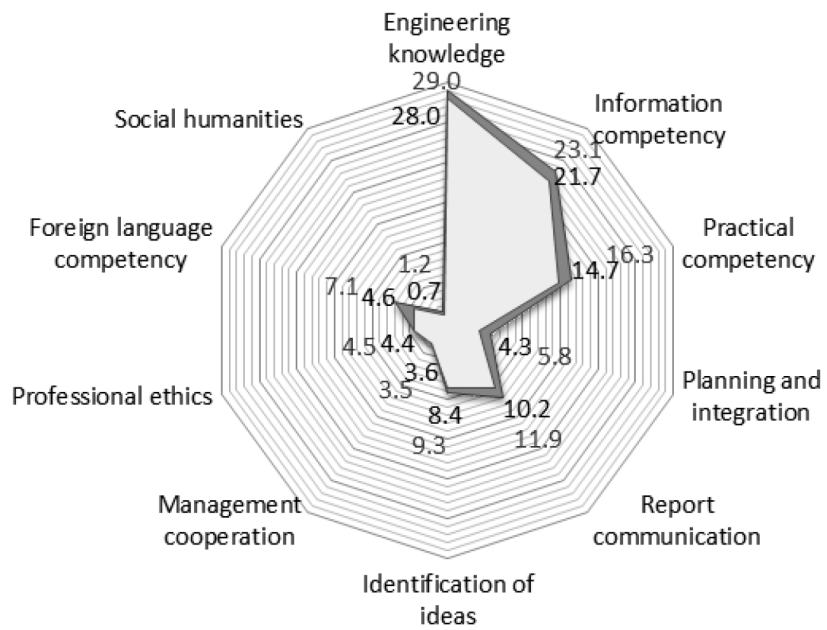 Engineering
knowledge
29.0
28.0
Social humanities
Information
competency
23.1
21.7
Foreign language
competency
Practical
competency
16.3
14.7
1.2
0.7
7.1
4.6
4.5
4.4
4.3
5.8
Professional ethics
Planning and
integration
3.6
3.5
8.4
9.3
10.2
11.9
Management
cooperation
Report
communication
Identification of
ideas